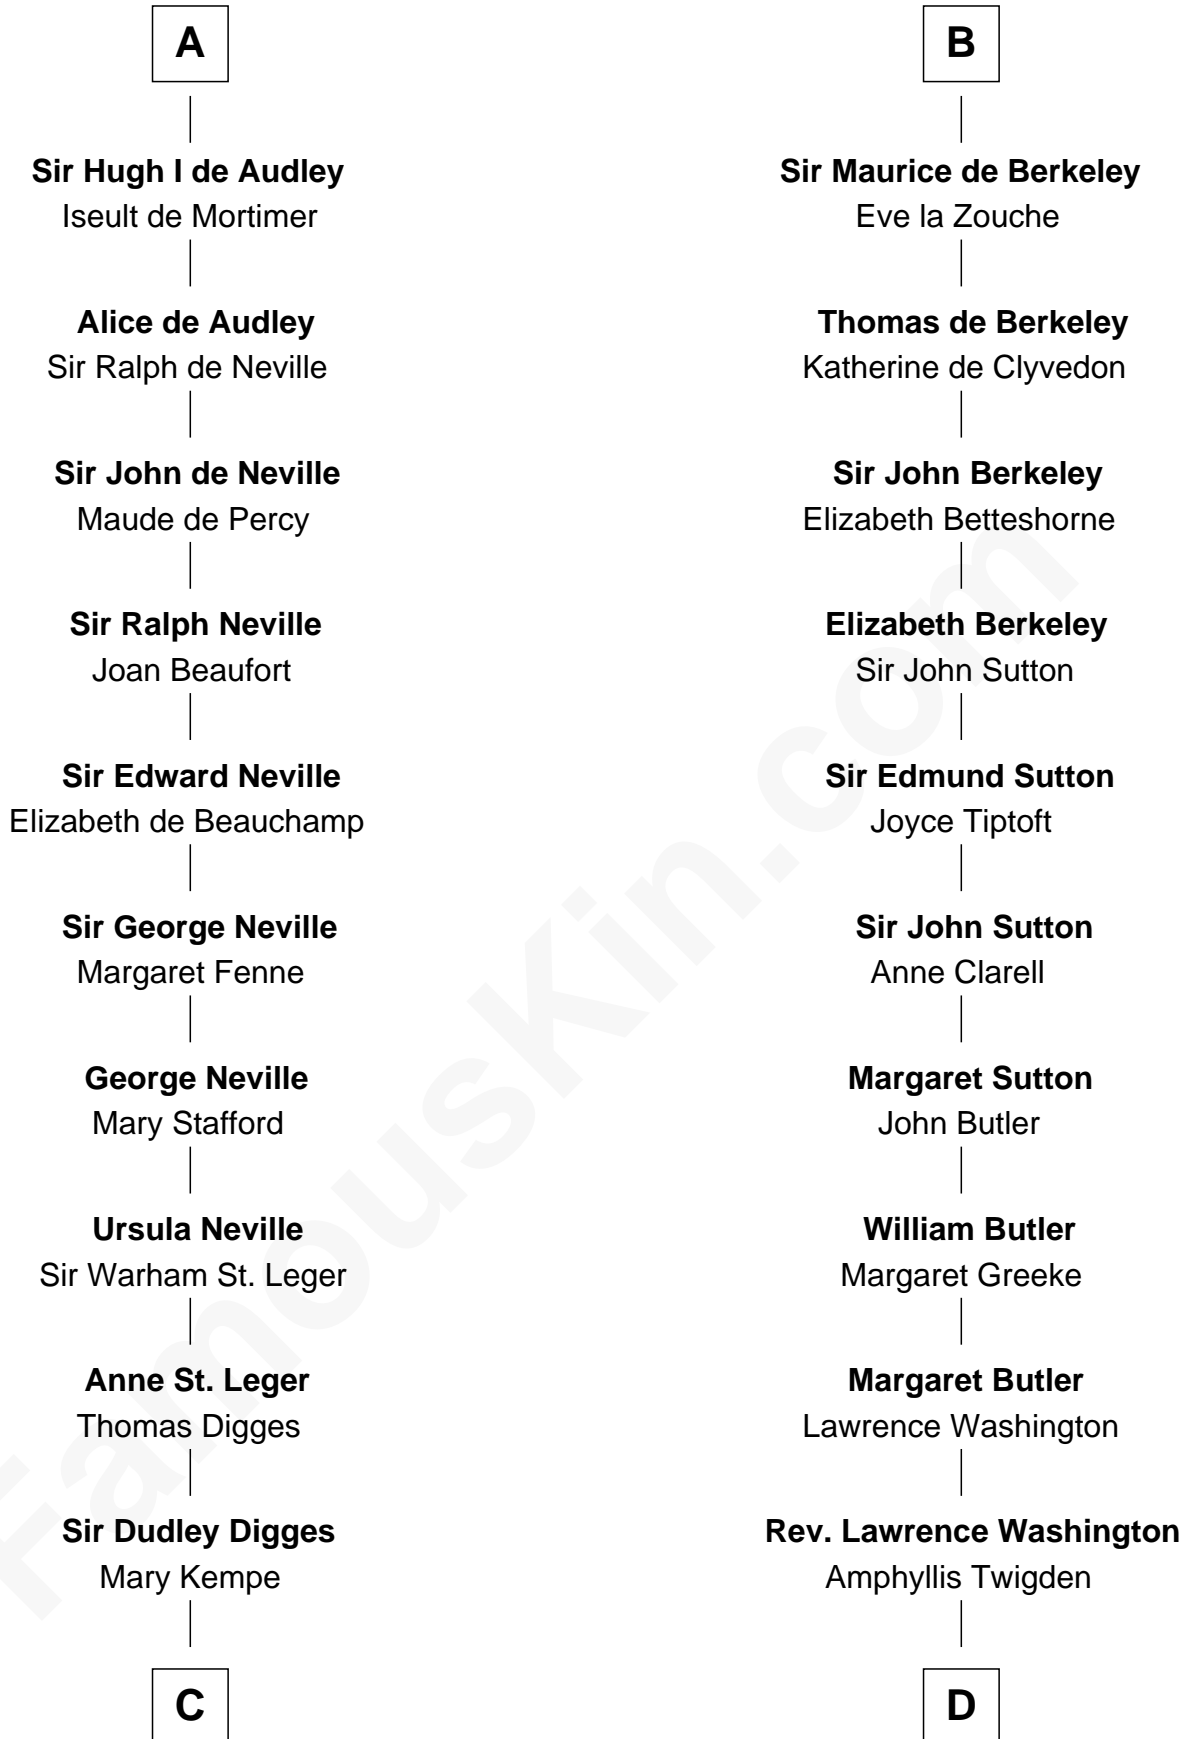 A
Sir Hugh I de Audley
Iseult de Mortimer
Alice de Audley
Sir Ralph de Neville
Sir John de Neville
Maude de Percy
Sir Ralph Neville
Joan Beaufort
Sir Edward Neville
Elizabeth de Beauchamp
Sir George Neville
Margaret Fenne
George Neville
Mary Stafford
Ursula Neville
Sir Warham St. Leger
Anne St. Leger
Thomas Digges
Sir Dudley Digges
Mary Kempe
C
B
Sir Maurice de Berkeley
Eve la Zouche
Thomas de Berkeley
Katherine de Clyvedon
Sir John Berkeley
Elizabeth Betteshorne
Elizabeth Berkeley
Sir John Sutton
Sir Edmund Sutton
Joyce Tiptoft
Sir John Sutton
Anne Clarell
Margaret Sutton
John Butler
William Butler
Margaret Greeke
Margaret Butler
Lawrence Washington
Rev. Lawrence Washington
Amphyllis Twigden
D
FamousKin.com